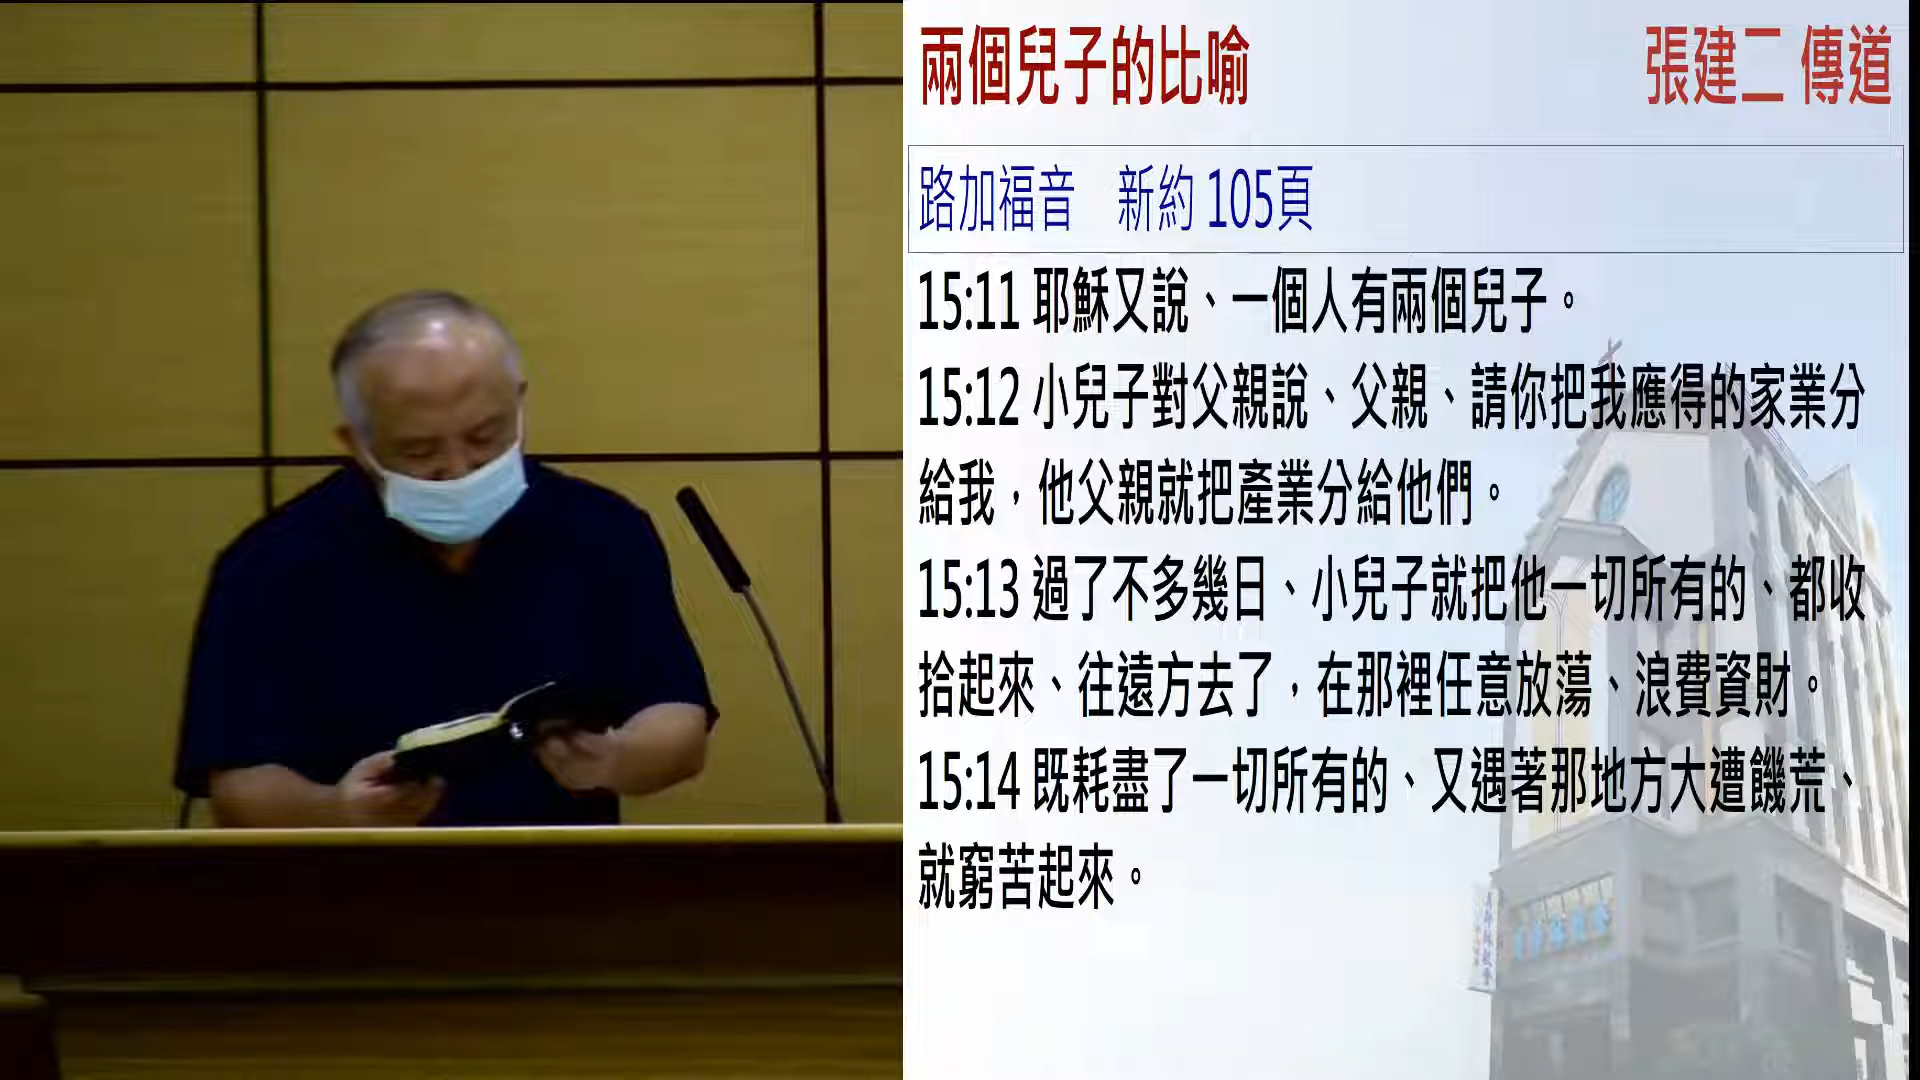 兩個兒子的比喻
張建二 傳道
路加福音 新約 105頁
15:11 耶穌又說、一個人有兩個兒子。
15:12 小兒子對父親說、父親、請你把我應得的家業分
給我，他父親就把產業分給他們。
15:13 過了不多幾日、小兒子就把他一切所有的、都收
拾起來、往遠方去了，在那裡任意放蕩、浪費資財。
15:14 既耗盡了一切所有的、又遇著那地方大遭饑荒、
就窮苦起來。